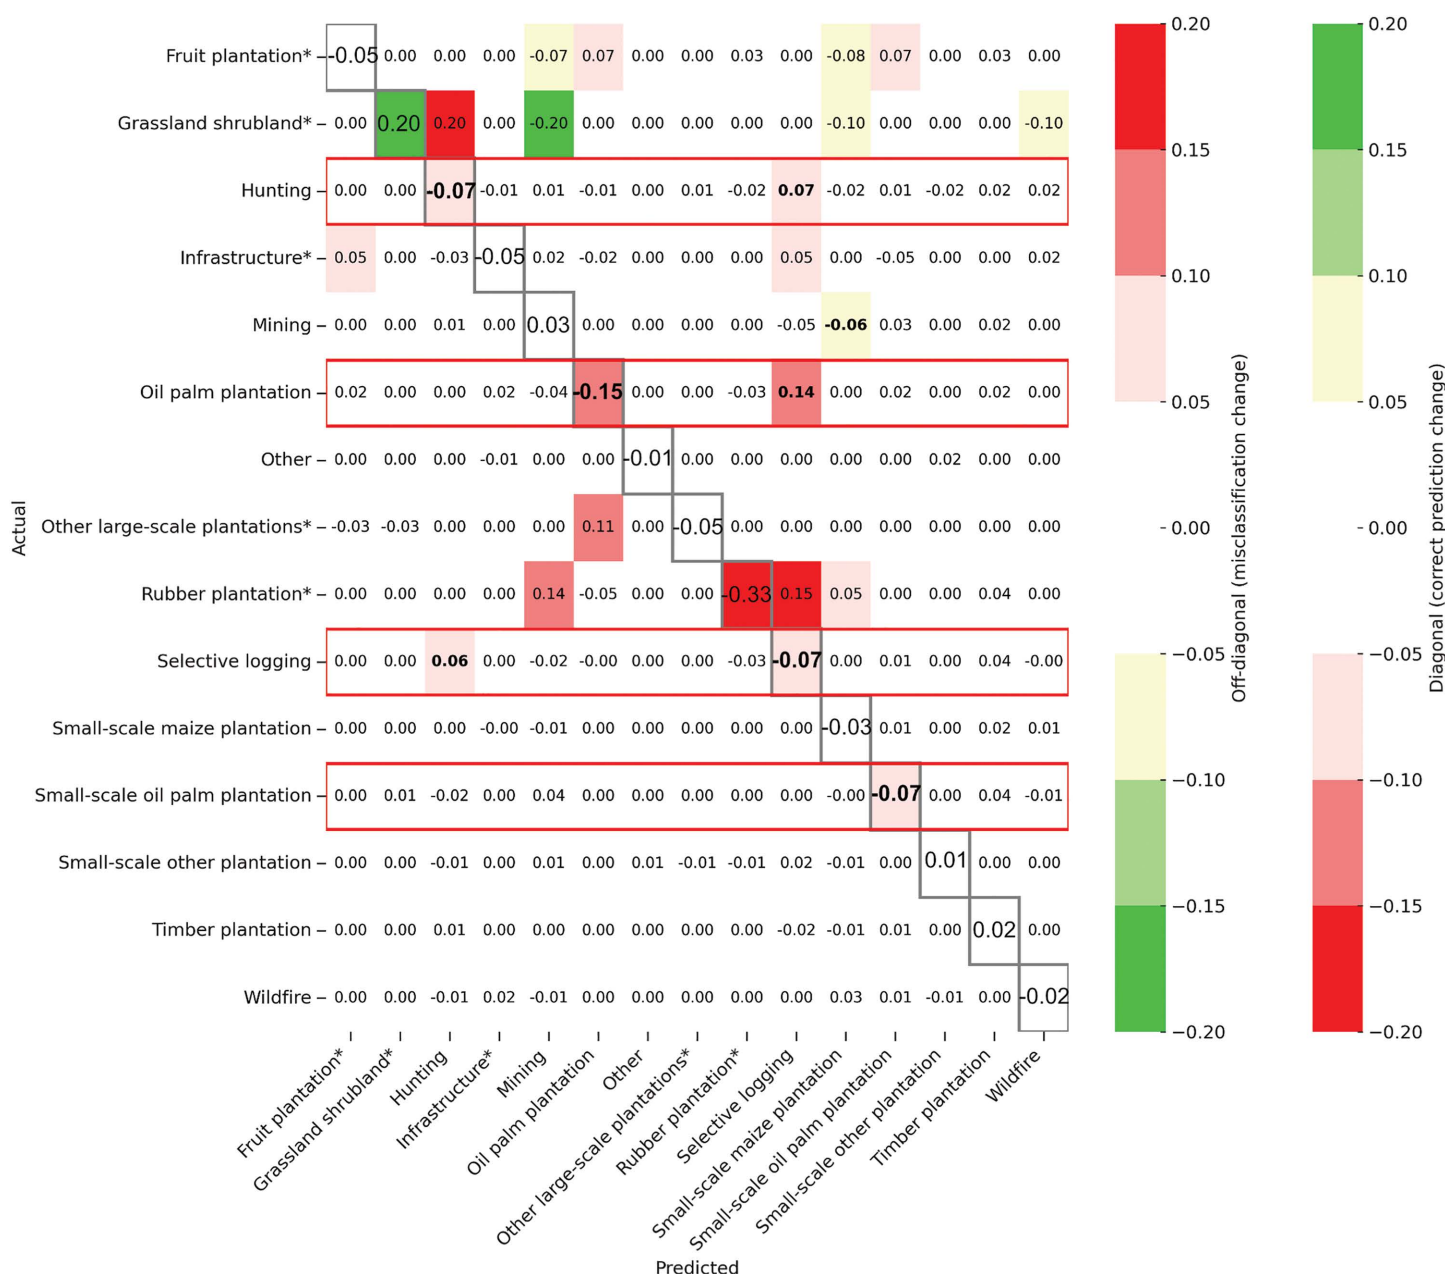 Fruit plantation* -0.05 0.00 0.00 0.00 -0.07 0.07 0.00 0.00 0.03 0.00 -0.08 0.07 0.00 0.03 0.00
Grassland shrubland* 0.00 0.20 0.20 0.00 -0.20 0.00 0.00 0.00 0.00 0.00 -0.10 0.00 0.00 0.00 -0.10
Hunting 0.00 0.00 -0.07 -0.01 0.01 -0.01 0.00 0.01 -0.02 0.07 -0.02 0.01 -0.02 0.02 0.02
Infrastructure* 0.05 0.00 -0.03 -0.05 0.02 -0.02 0.00 0.00 0.00 0.05 0.00 -0.05 0.00 0.00 0.02
Mining 0.00 0.00 0.01 0.00 0.03 0.00 0.00 0.00 0.00 -0.05 -0.06 0.03 0.00 0.02 0.00
Oil palm plantation 0.02 0.00 0.00 0.02 -0.04 -0.15 0.00 0.00 -0.03 0.14 0.00 0.02 0.00 0.02 0.00
Other 0.00 0.00 0.00 -0.01 0.00 0.00 -0.01 0.00 0.00 0.00 0.00 0.00 0.02 0.00 0.00
Other large-scale plantations* -0.03 -0.03 0.00 0.00 0.00 0.11 0.00 -0.05 0.00 0.00 0.00 0.00 0.00 0.00 0.00
Rubber plantation* 0.00 0.00 0.00 0.00 0.14 -0.05 0.00 0.00 -0.33 0.15 0.05 0.00 0.00 0.04 0.00
Selective logging 0.00 0.00 0.06 0.00 -0.02 -0.00 0.00 0.00 -0.03 -0.07 0.00 0.01 0.00 0.04 -0.00
Small-scale maize plantation 0.00 0.00 0.00 -0.00 -0.01 0.00 0.00 0.00 0.00 0.00 -0.03 0.01 0.00 0.02 0.01
Small-scale oil palm plantation 0.00 0.01 -0.02 0.00 0.04 0.00 0.00 0.00 0.00 0.00 -0.00 -0.07 0.00 0.04 -0.01
Small-scale other plantation 0.00 0.00 -0.01 0.00 0.01 0.00 0.01 -0.01 -0.01 0.02 -0.01 0.00 0.01 0.00 0.00
Timber plantation 0.00 0.00 0.01 0.00 0.00 0.00 0.00 0.00 0.00 -0.02 -0.01 0.01 0.00 0.02 0.00
Wildfire 0.00 0.00 -0.01 0.02 -0.01 0.00 0.00 0.00 0.00 0.00 0.03 0.01 -0.01 0.00 -0.02
Actual
Fruit plantation*
Grassland shrubland*
Hunting
Infrastructure*
Mining
Oil palm plantation
Other
Other large-scale plantations*
Rubber plantation*
Selective logging
Small-scale maize plantation
Small-scale oil palm plantation
Small-scale other plantation
Timber plantation
Wildfire
Predicted
0.20
0.15
0.10
0.05
0.00
−0.05
−0.10
−0.15
−0.20
Off-diagonal (misclassification change)
0.20
0.15
0.10
0.05
0.00
−0.05
−0.10
−0.15
−0.20
Diagonal (correct prediction change)